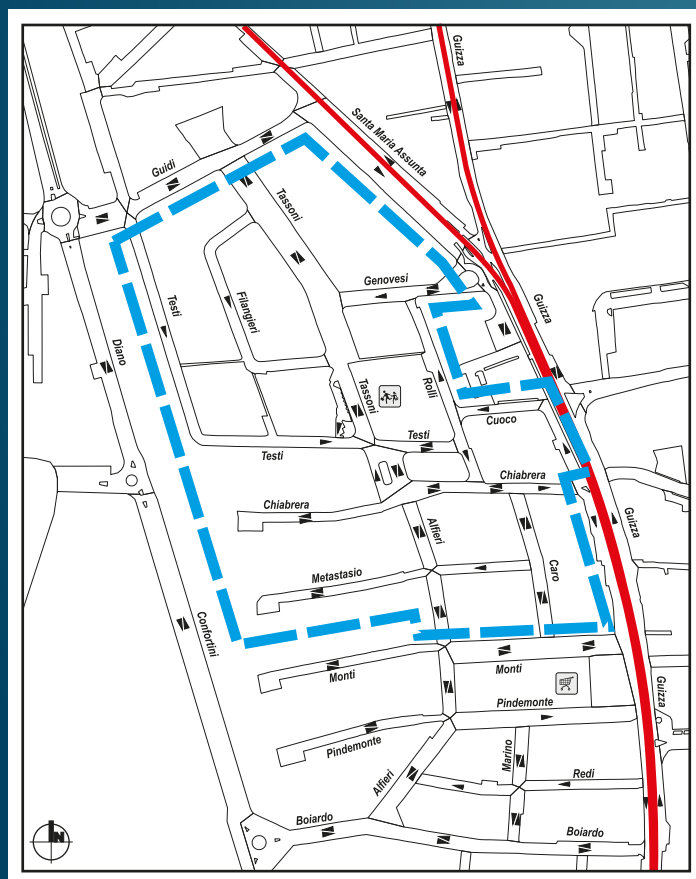 Guizza
Santa Maria Assunta
Guidi
Tassoni
Genovesi
Testi
Filangieri
Guizza
Diano
Tassoni
Rolli
Cuoco
Testi
Testi
Chiabrera
Chiabrera
Guizza
Alfieri
Metastasio
Caro
Confortini
Monti
Monti
Guizza
Pindemonte
Pindemonte
Marino
Alfieri
Redi
Boiardo
Boiardo
N